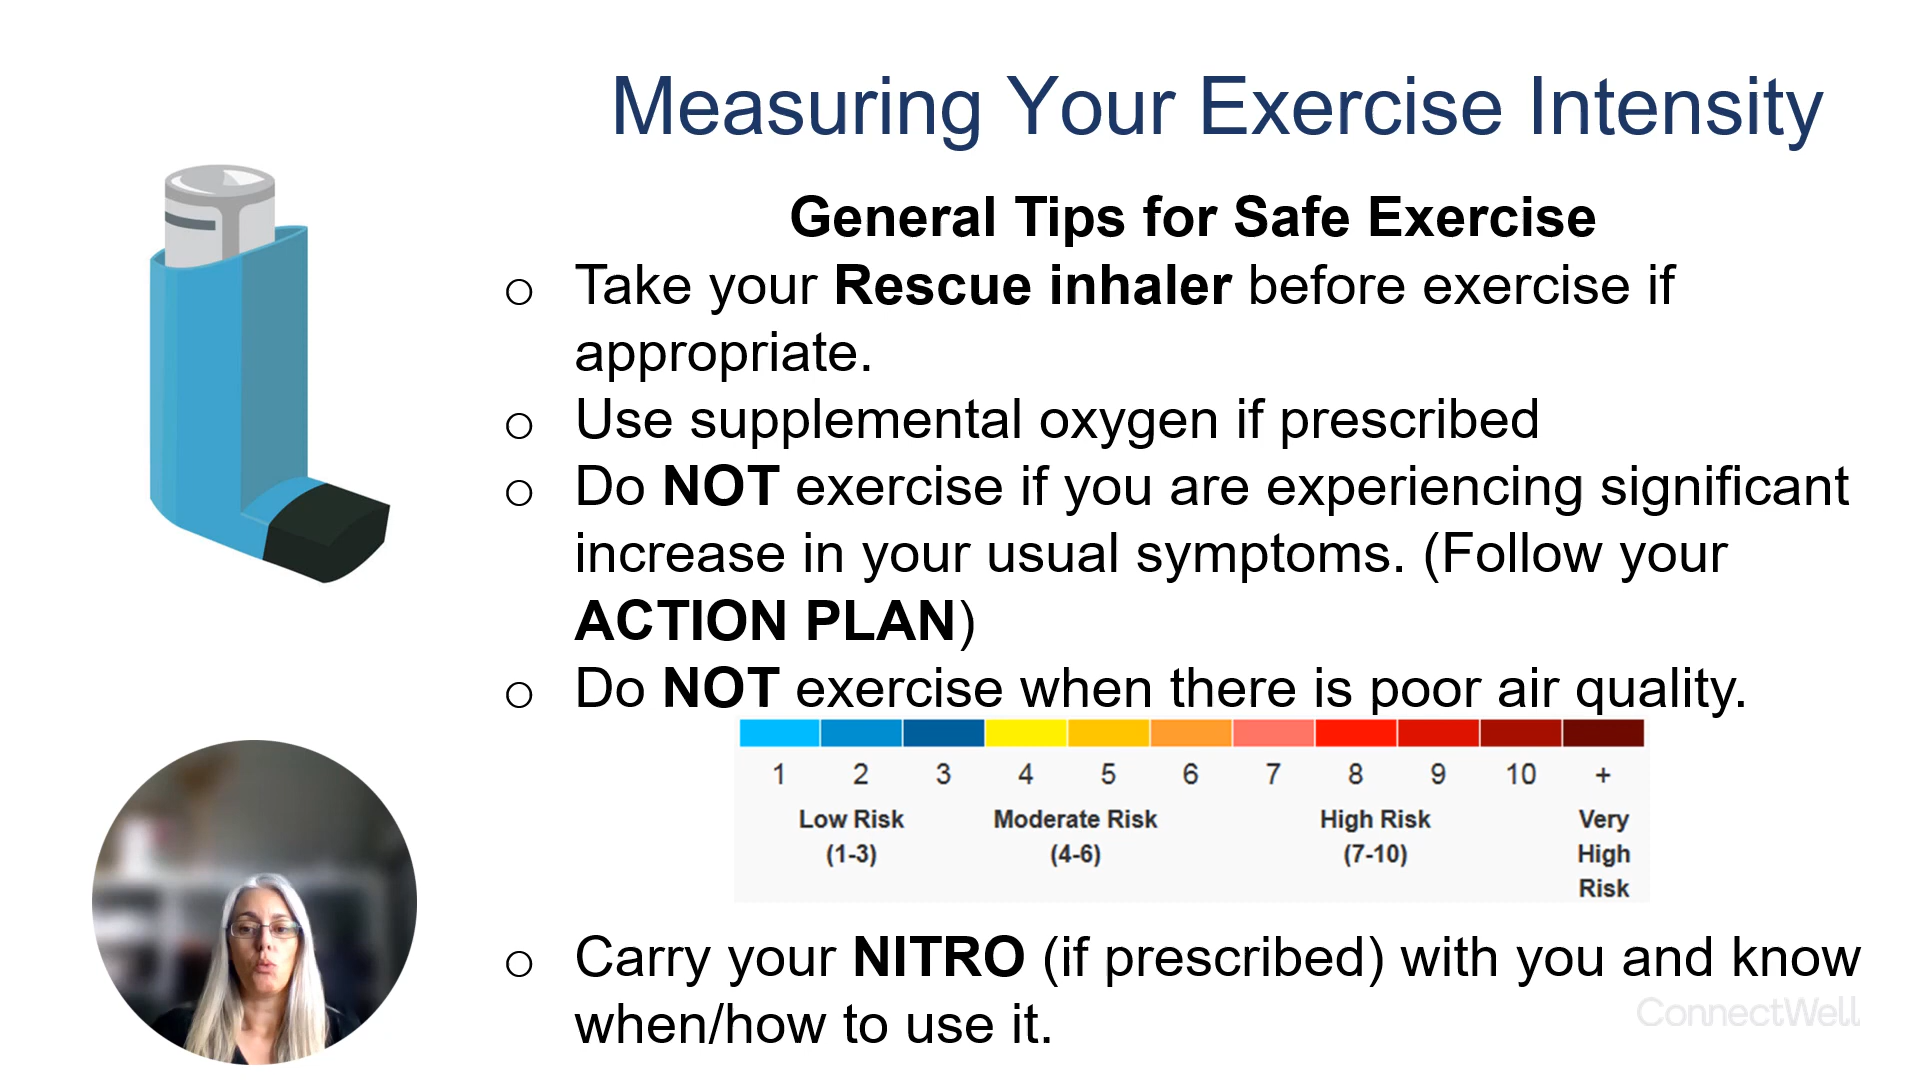 Measuring Your Exercise Intensity
General Tips for Safe Exercise
○ Take your Rescue inhaler before exercise if
appropriate.
○ Use supplemental oxygen if prescribed
○ Do NOT exercise if you are experiencing significant
increase in your usual symptoms. (Follow your
ACTION PLAN)
○ Do NOT exercise when there is poor air quality.
1 2 3 4 5 6 7 8 9 10 +
Low Risk Moderate Risk High Risk Very
(1-3) (4-6) (7-10) High
Risk
○ Carry your NITRO (if prescribed) with you and know
when/how to use it.
ConnectWell